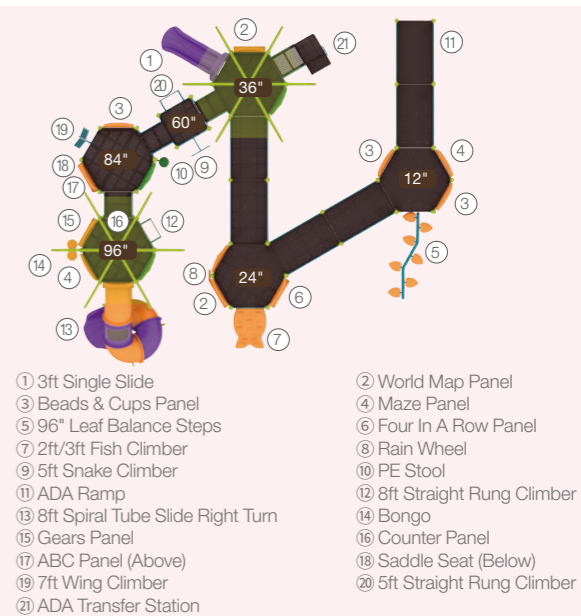 ② 21
① 11
20 36"
③ 60"
19 ③ ④
84" 9
18 10 12"
17 ③
15 16 12
⑤
14 96" ⑧ 24"
④ ② ⑥
13 ⑦
① 3ft Single Slide
② World Map Panel
③ Beads & Cups Panel
④ Maze Panel
⑤ 96" Leaf Balance Steps
⑥ Four In A Row Panel
⑦ 2ft/3ft Fish Climber
⑧ Rain Wheel
⑨ 5ft Snake Climber
⑩ PE Stool
⑪ ADA Ramp
⑫ 8ft Straight Rung Climber
⑬ 8ft Spiral Tube Slide Right Turn
⑭ Bongo
⑮ Gears Panel
⑯ Counter Panel
⑰ ABC Panel (Above)
⑱ Saddle Seat (Below)
⑲ 7ft Wing Climber
⑳ 5ft Straight Rung Climber
㉑ ADA Transfer Station